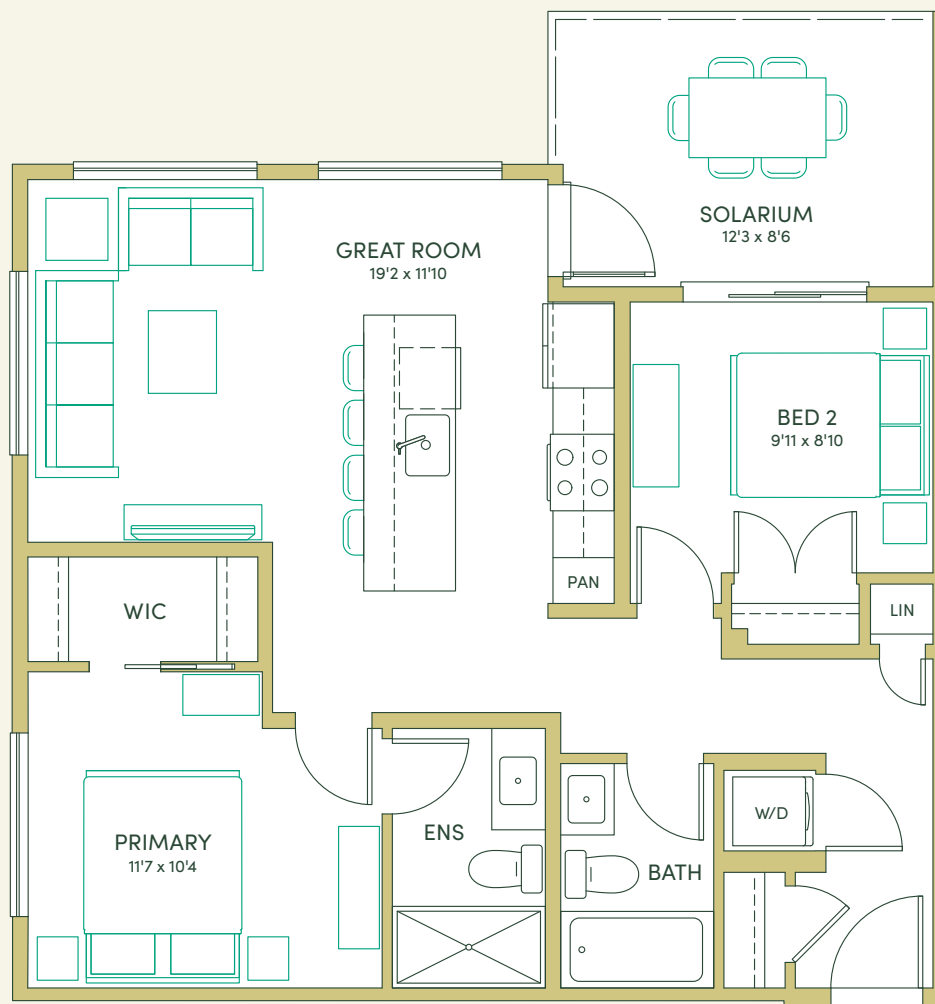 SOLARIUM
12'3 x 8'6
GREAT ROOM
19'2 x 11'10
BED 2
9'11 x 8'10
PAN
WIC
LIN
PRIMARY
11'7 x 10'4
ENS
W/D
BATH